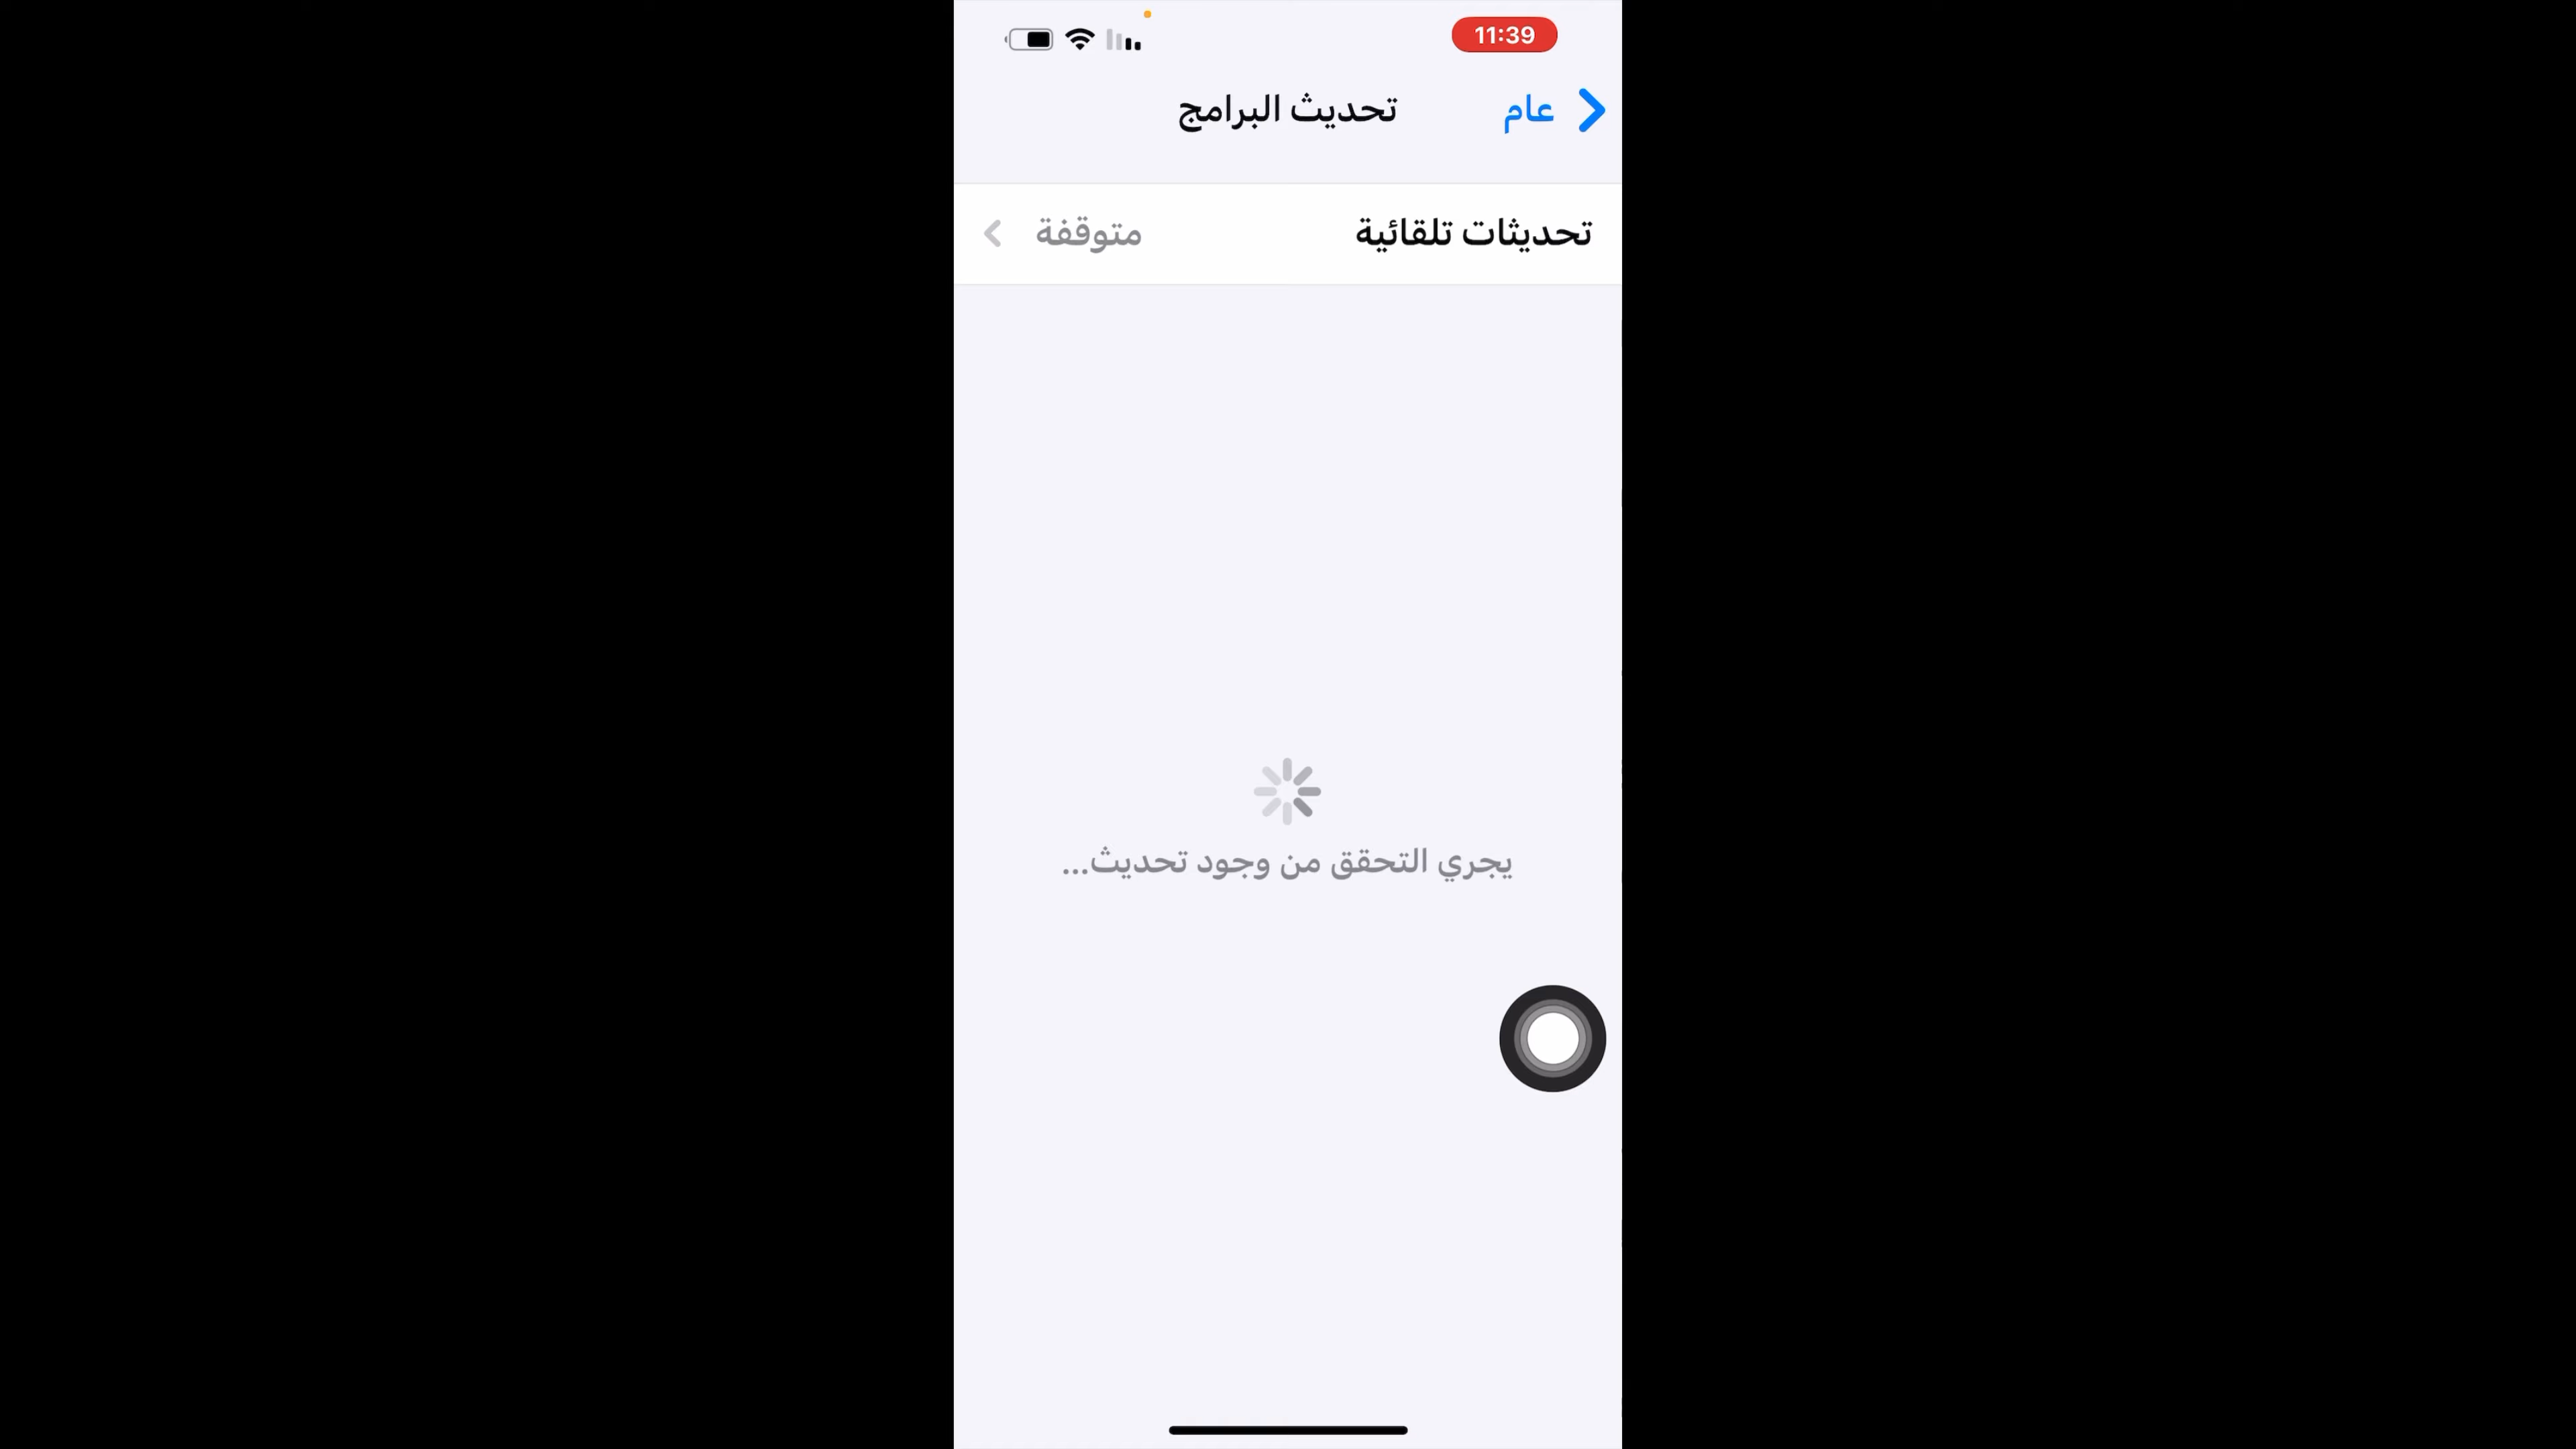 11:39
عام
تحديث البرامج
تحديثات تلقائية متوقفة
يجري التحقق من وجود تحديث...